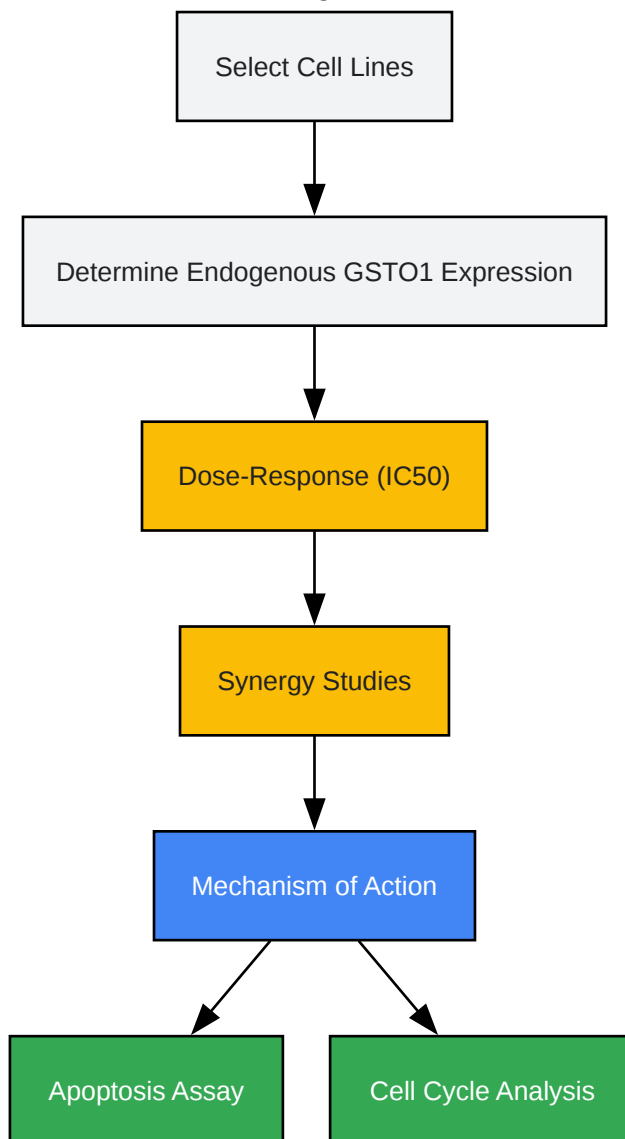 Select Cell Lines
Determine Endogenous GSTO1 Expression
Dose-Response (IC50)
Synergy Studies
Mechanism of Action
Apoptosis Assay
Cell Cycle Analysis